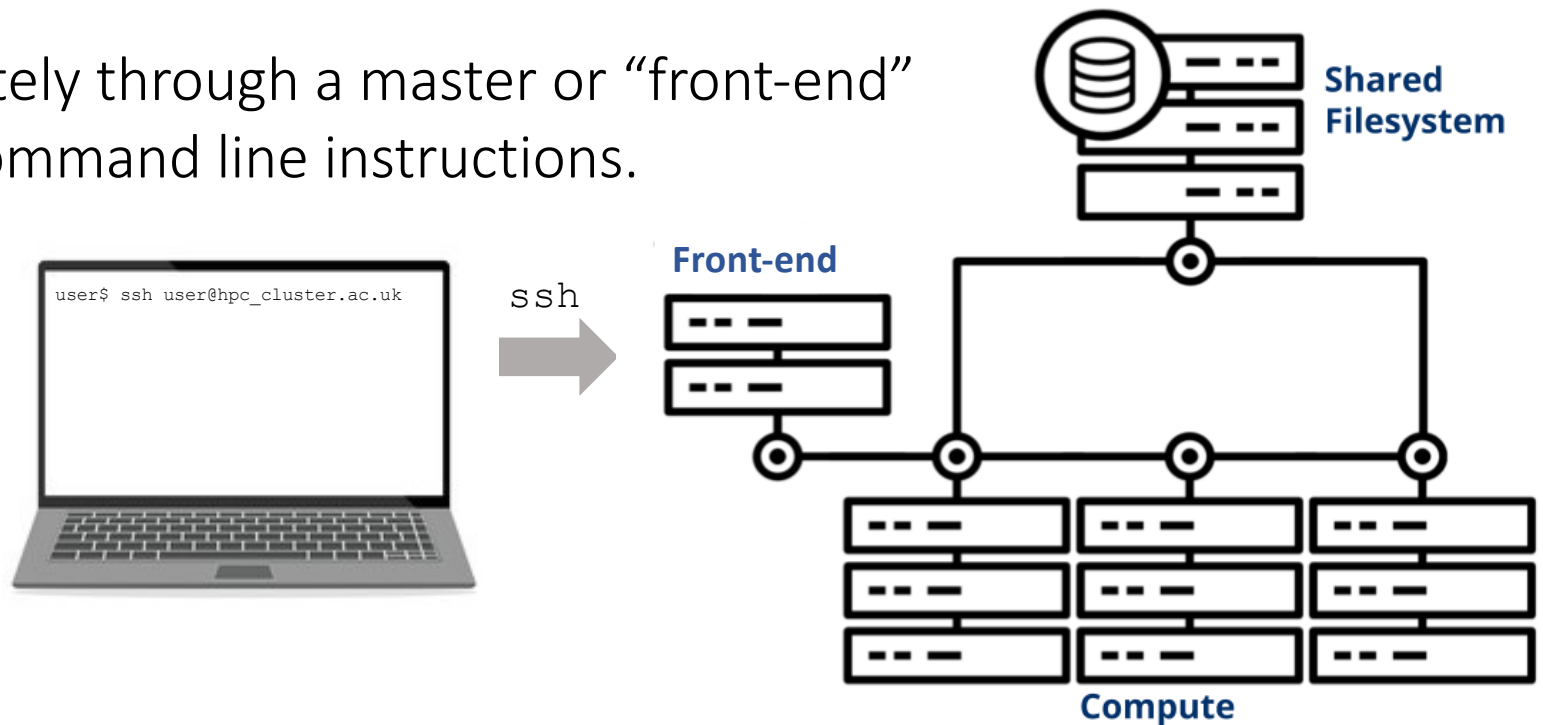 tely through a master or “front-end”
ommand line instructions.
Shared
Filesystem
Front-end
user$ ssh user@hpc_cluster.ac.uk
ssh
Compute